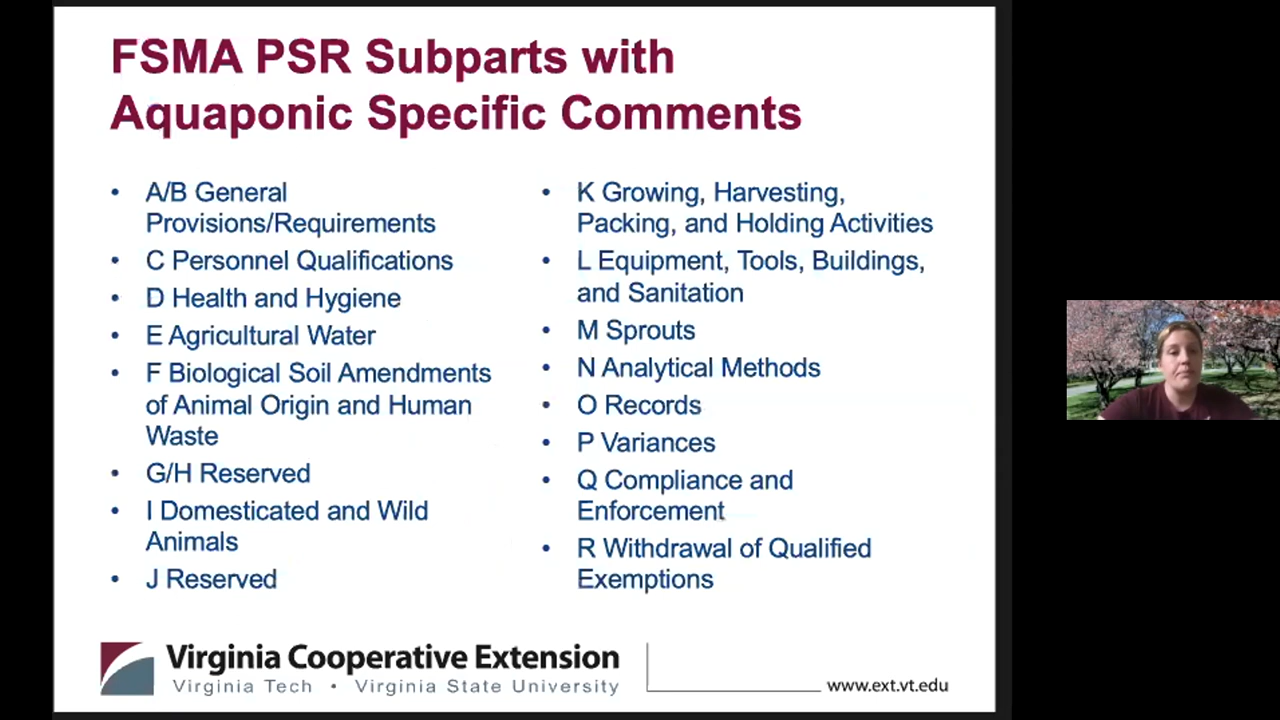 FSMA PSR Subparts with
Aquaponic Specific Comments
• A/B General
Provisions/Requirements
• C Personnel Qualifications
• D Health and Hygiene
• E Agricultural Water
• F Biological Soil Amendments
of Animal Origin and Human
Waste
• G/H Reserved
• I Domesticated and Wild
Animals
• J Reserved
• K Growing, Harvesting,
Packing, and Holding Activities
• L Equipment, Tools, Buildings,
and Sanitation
• M Sprouts
• N Analytical Methods
• O Records
• P Variances
• Q Compliance and
Enforcement
• R Withdrawal of Qualified
Exemptions
Virginia Cooperative Extension
Virginia Tech • Virginia State University
www.ext.vt.edu